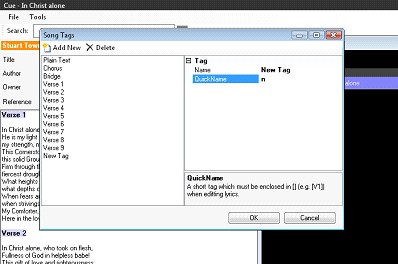 Cue - In Christ alone
File Tools
Search:
Song Tags
Add New Delete
Stuart Town
Title
Author
Owner
Reference
Plain Text
Chorus
Bridge
Verse 1
Verse 2
Verse 3
Verse 4
Verse 5
Verse 6
Verse 7
Verse 8
Verse 9
New Tag
Tag
Name New Tag
QuickName n
QuickName
A short tag which must be enclosed in [] (e.g. [V1])
when editting lyrics.
OK Cancel
alone
Verse 1
In Christ alone
He is my light
my strength, m
This Cornersto
this solid Grou
Firm through t
fiercest drough
What heights
what depths o
When fears a
when strivings
My Comforter,
Here in the lov
Verse 2
In Christ alone, who took on flesh,
Fullness of God in helpless babe!
This gift of love and righteousness